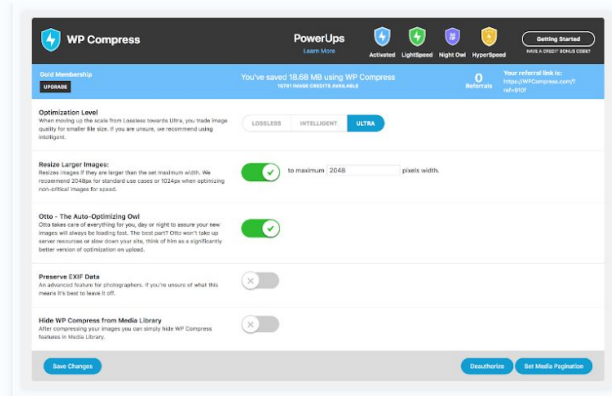 WP Compress
PowerUps
Learn More
Activated LightSpeed Night Owl HyperSpeed
Getting Started
HAVE A CREDIT BONUS CODE?
Gold Membership
UPGRADE
You've saved 18.68 MB using WP Compress
IMAGE CREDITS AVAILABLE
0
Referrals
Your referral link is:
https://WPCompress.com/?
Optimization Level
When moving up the scale from Lossless towards Ultra, you trade image
quality for smaller file size. If you are unsure, we recommend using
intelligent.
LOSSLESS INTELLIGENT ULTRA
Resize Larger Images:
Resizes images if they are larger than the set maximum width. We
recommend 2048px for standard use cases or 1024px when optimizing
non-critical images for speed.
to maximum 2048 pixels width.
Otto - The Auto-Optimizing Owl
Otto takes care of everything for you, day or night to assure your new
images will always be loading fast. The best part? Otto won't take up
server resources or slow down your site, think of him as a significantly
better version of optimization on upload.
Preserve EXIF Data
An advanced feature for photographers. If you're unsure of what this
means it's best to leave it off.
Hide WP Compress from Media Library
After compressing your images you can simply hide WP Compress
features in Media Library.
Save Changes
Deauthorize
Set Media Pagination